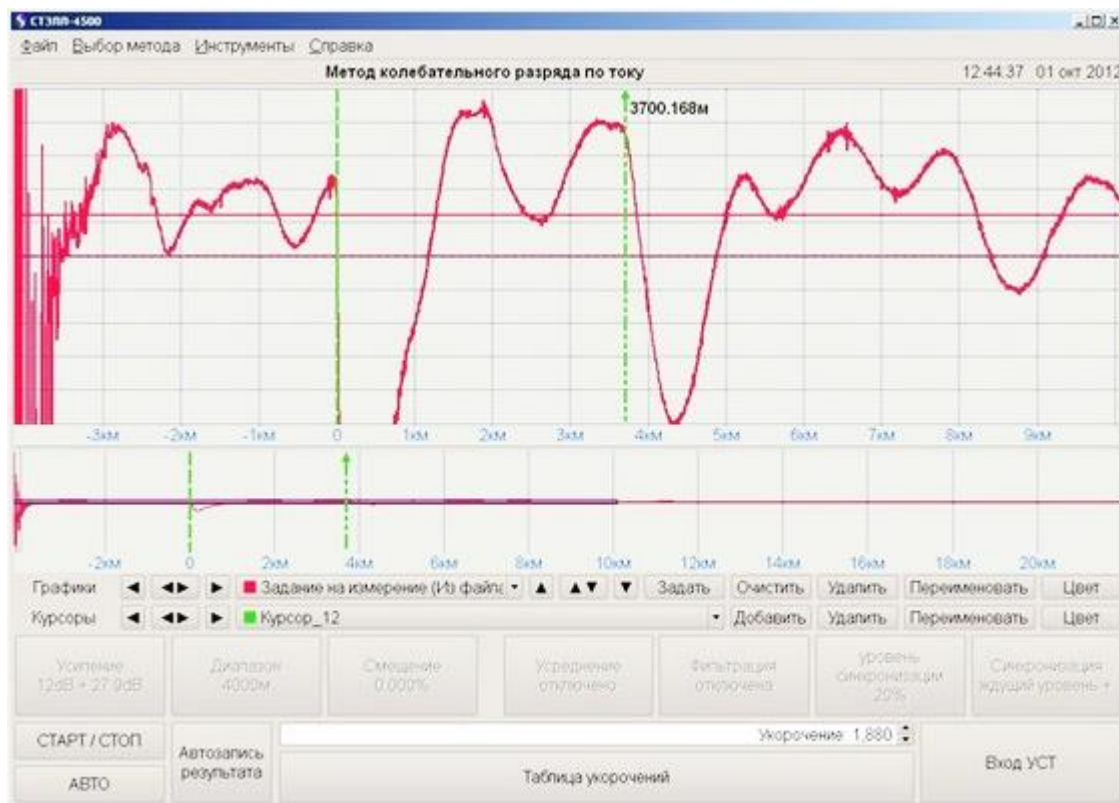 СТЭЛЛ-4500
Файл Выбор метода Инструменты Справка
Метод колебательного разряда по току 12.44.37 01 окт 2012
3700.168м
-3км -2км -1км 0 1км 2км 3км 4км 5км 6км 7км 8км 9км
-2км 0 2км 4км 6км 8км 10км 12км 14км 16км 18км 20км
Графики Задание на измерение (Из файла Задать Очистить Удалить Переименовать Цвет
Курсоры Курсор_12 Добавить Удалить Переименовать Цвет
Усиление Диапазон Смещение Усреднение Фильтрация уровень Синхронизация
12dB + 27.9dB 4000м 0.000% отключено отключена синхронизации ждущий уровень +
20%
СТАРТ / СТОП Автозапись результата Укорочение 1,880 Вход УСТ
АВТО Таблица укорочений